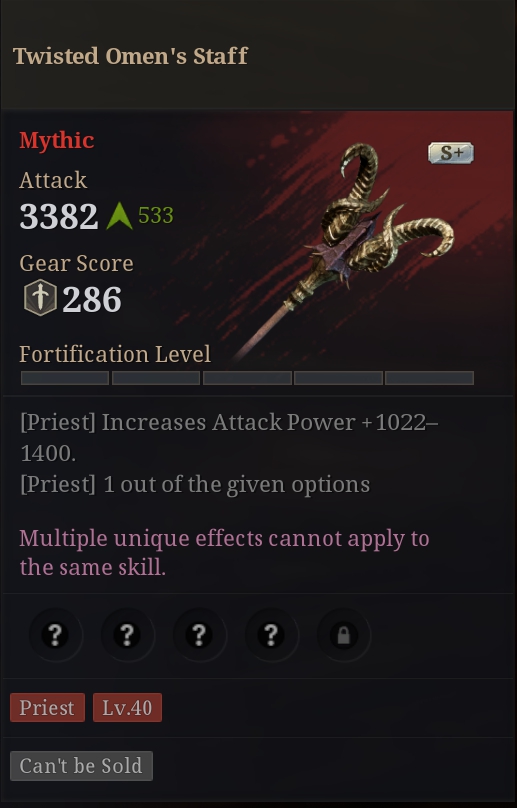 Twisted Omen's Staff
Mythic
S+
Attack
3382 533
Gear Score
286
Fortification Level
[Priest] Increases Attack Power +1022–
1400.
[Priest] 1 out of the given options
Multiple unique effects cannot apply to
the same skill.
? ? ? ?
Priest Lv.40
Can't be Sold